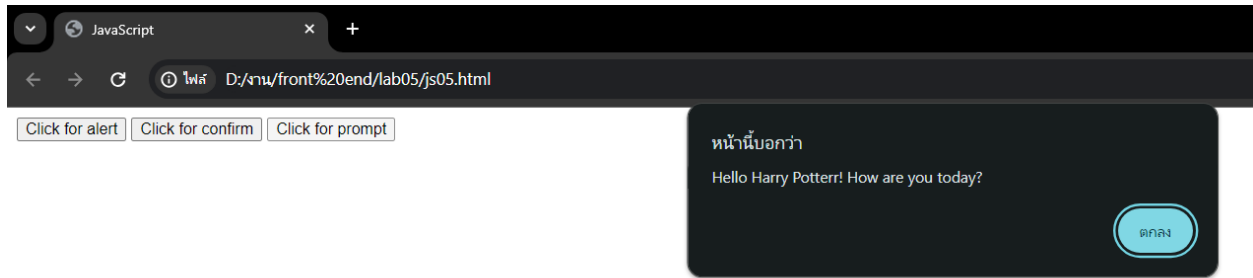 JavaScript
ไฟล์ D:/งาน/front%20end/lab05/js05.html
Click for alert Click for confirm Click for prompt
หน้านี้บอกว่า
Hello Harry Potterr! How are you today?
ตกลง